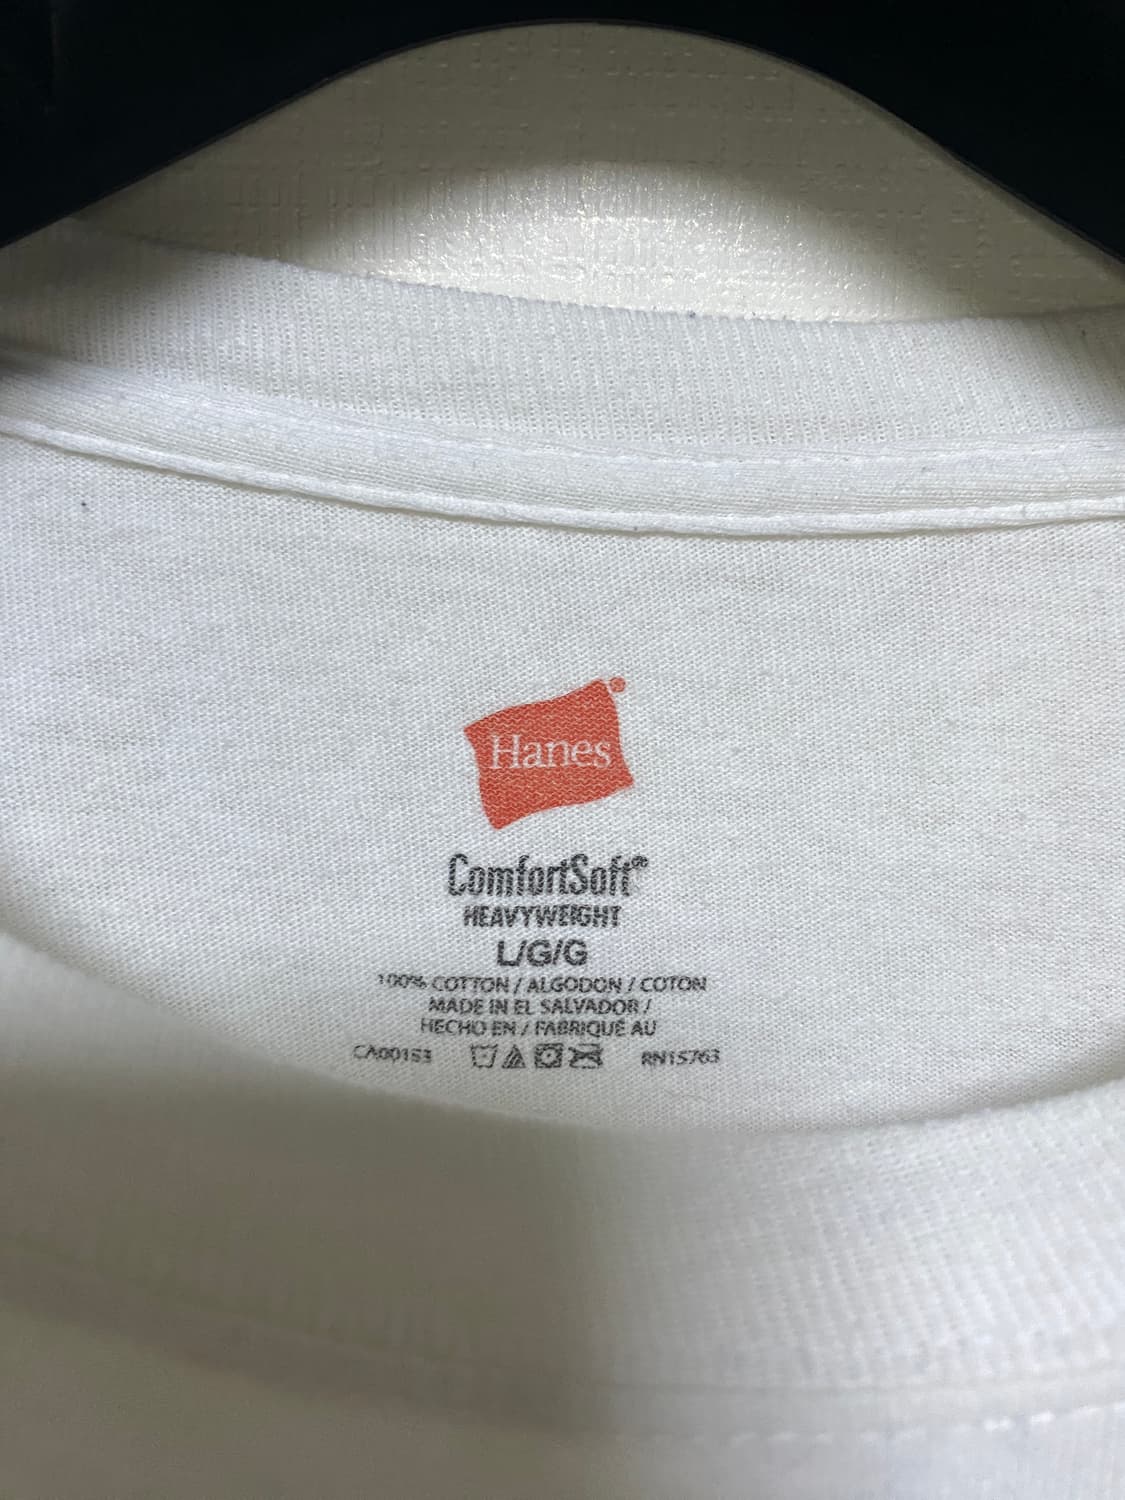 Hanes
ComfortSoft®
HEAVYWEIGHT
L/G/G
100% COTTON / ALGODON / COTON
MADE IN EL SALVADOR /
HECHO EN / FABRIQUÉ AU
CA00153 RN15763